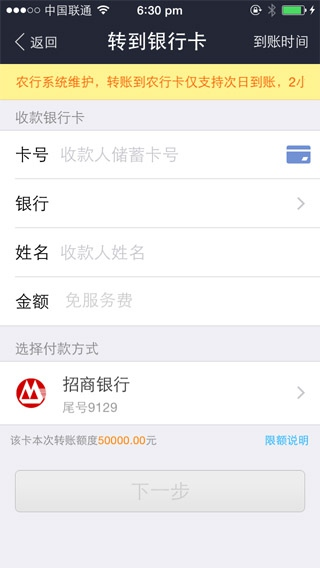 中国联通 6:30 pm
返回 转到银行卡 到账时间
农行系统维护，转账到农行卡仅支持次日到账，2小
收款银行卡
卡号 收款人储蓄卡号
银行
姓名 收款人姓名
金额 免服务费
选择付款方式
招商银行
尾号9129
该卡本次转账额度50000.00元 限额说明
下一步